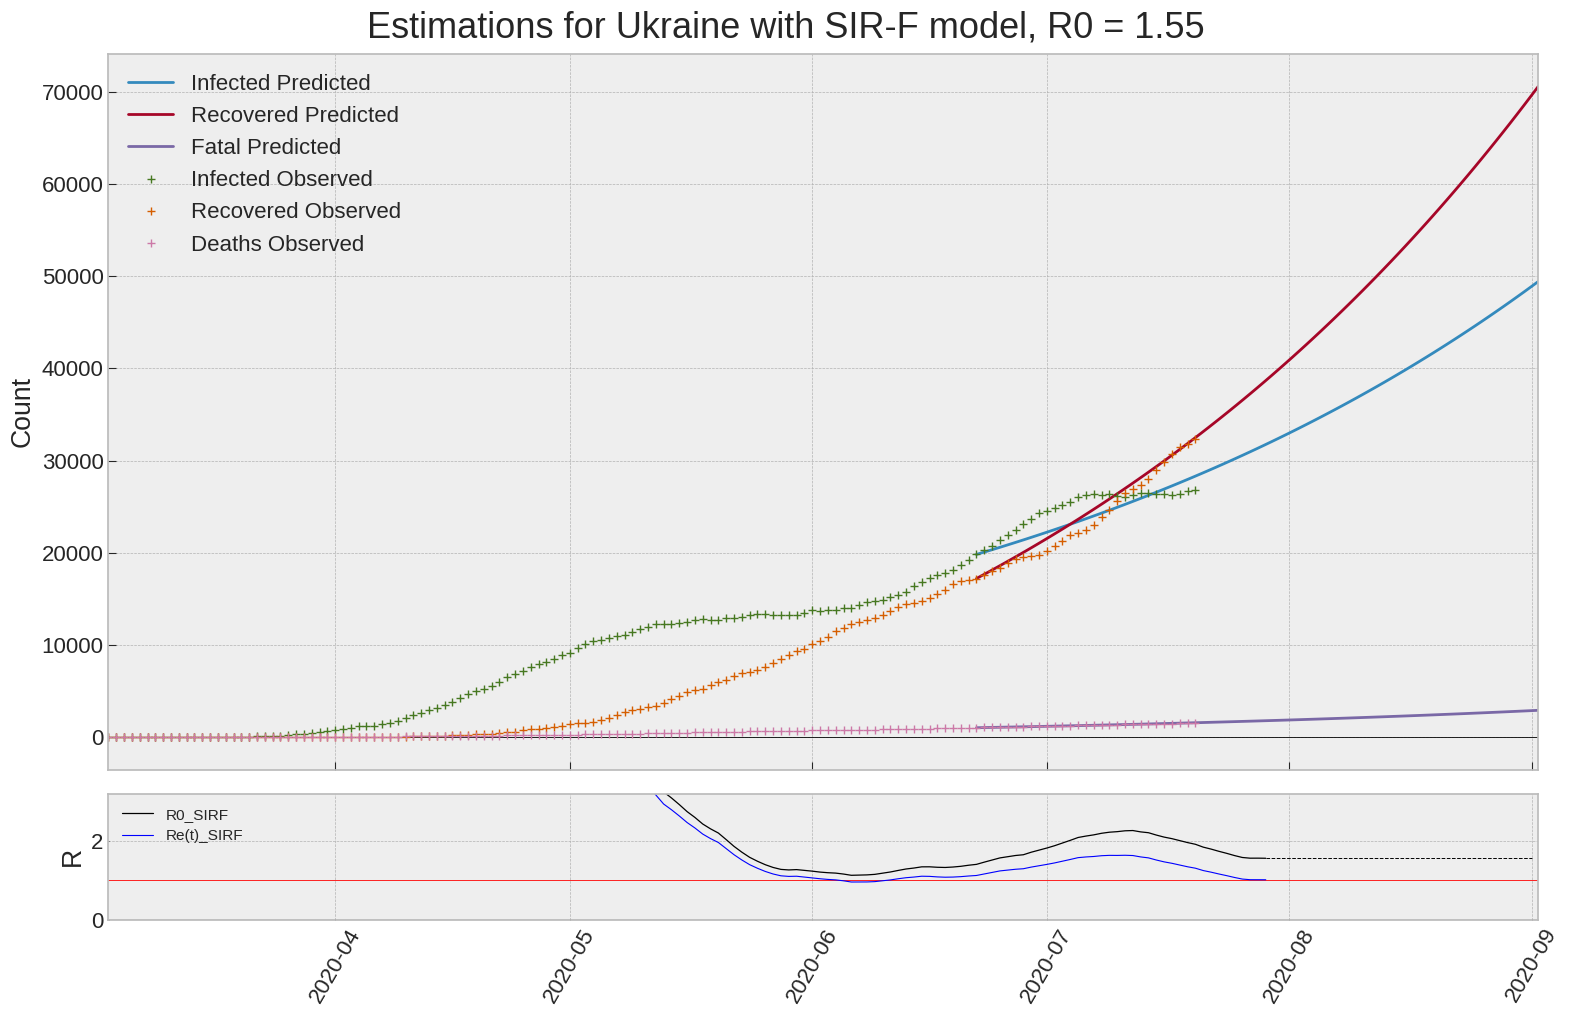 Estimations for Ukraine with SIR-F model, R0 = 1.55
Infected Predicted
Recovered Predicted
Fatal Predicted
Infected Observed
Recovered Observed
Deaths Observed
70000
60000
50000
40000
30000
20000
10000
0
Count
R0_SIRF
Re(t)_SIRF
2
0
R
2020-04
2020-05
2020-06
2020-07
2020-08
2020-09